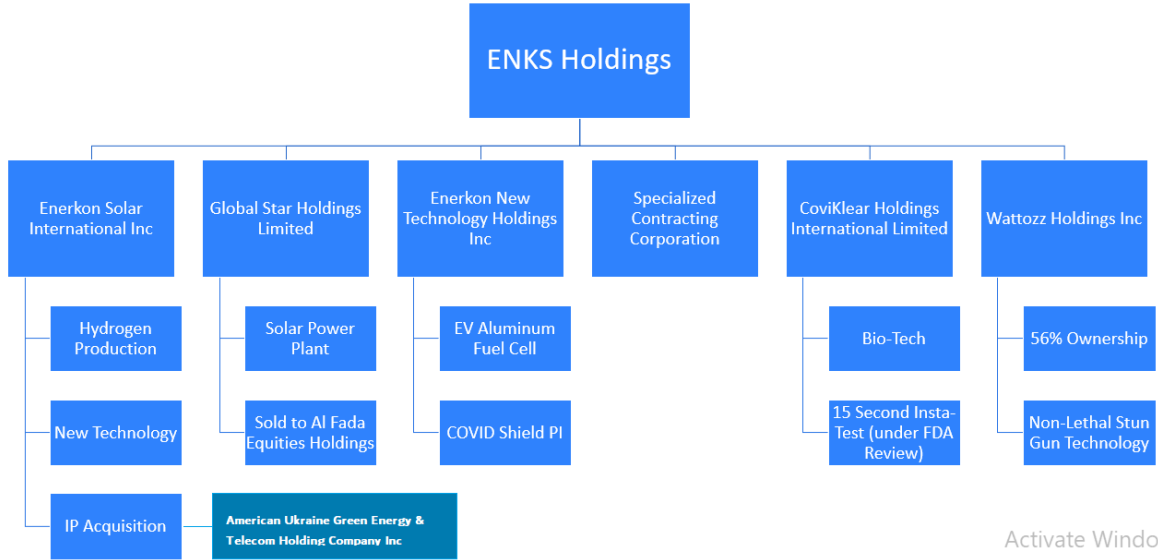 ENKS Holdings
Enerkon Solar
International Inc
Global Star Holdings
Limited
Enerkon New
Technology Holdings
Inc
Specialized
Contracting
Corporation
CoviKlear Holdings
International Limited
Wattozz Holdings Inc
Hydrogen
Production
Solar Power
Plant
EV Aluminum
Fuel Cell
Bio-Tech
56% Ownership
New Technology
Sold to Al Fada
Equities Holdings
COVID Shield PI
15 Second Insta-
Test (under FDA
Review)
Non-Lethal Stun
Gun Technology
IP Acquisition
American Ukraine Green Energy &
Telecom Holding Company Inc
Activate Windo